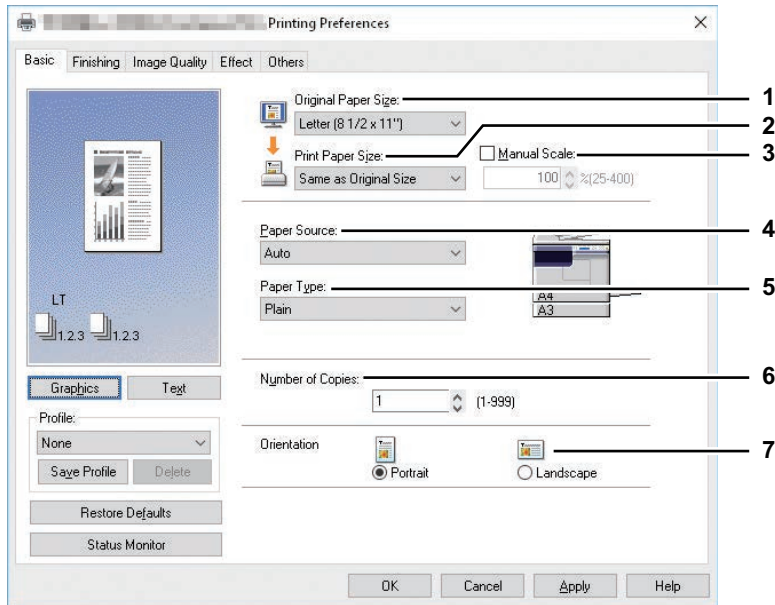 Printing Preferences
Basic Finishing Image Quality Effect Others
Original Paper Size: 1
Letter (8 1/2 x 11") 2
Print Paper Size: Manual Scale: 3
Same as Original Size 100 %(25-400)
Paper Source: 4
Auto
Paper Type: 5
Plain
A4
A3
LT
1.2.3 1.2.3
Graphics Text
Number of Copies: 6
1 (1-999)
Profile:
None
Save Profile Delete
Orientation 7
Portrait Landscape
Restore Defaults
Status Monitor
OK Cancel Apply Help